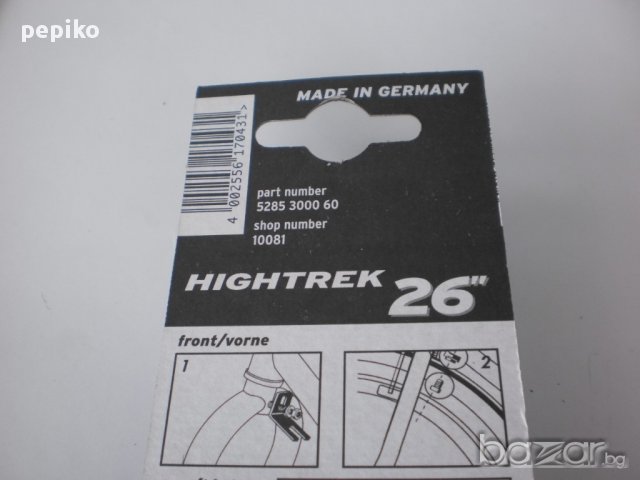 pepiko
MADE IN GERMANY
4 002556 170431 >
part number
5285 3000 60
shop number
10081
HIGHTREK 26"
front/vorne
1
2
bazar.bg